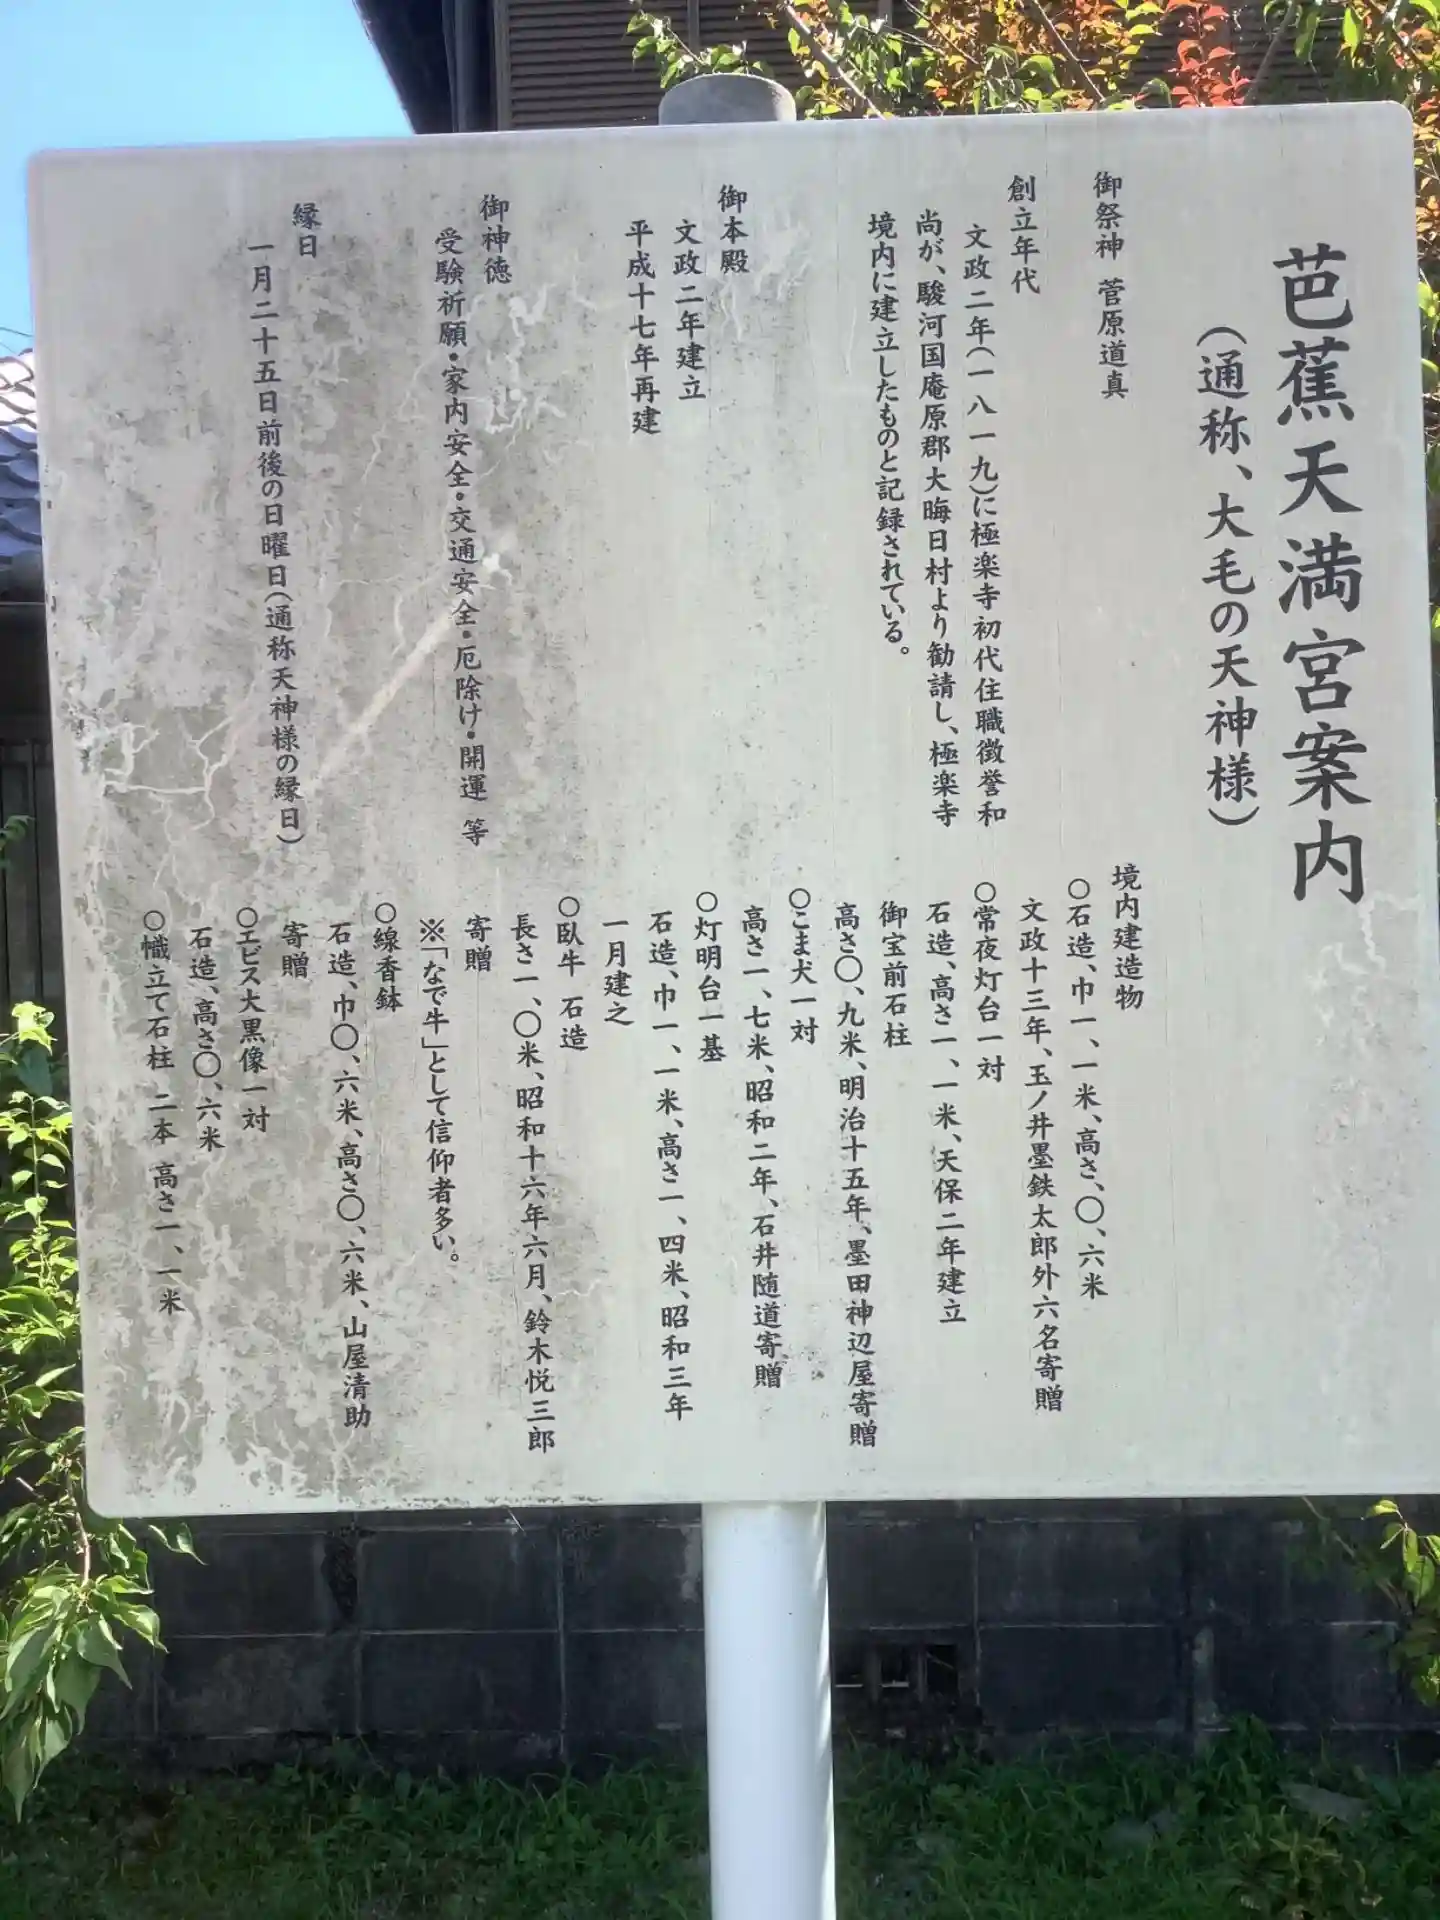 芭蕉天満宮案内
(通称、大毛の天神様)
御祭神 菅原道真
創立年代
文政二年(一八一九)に極楽寺初代住職徴誉和
尚が、駿河国庵原郡大晦日村より勧請し、極楽寺
境内に建立したものと記録されている。
御本殿
文政二年建立
平成十七年再建
御神徳
受験祈願・家内安全・交通安全・厄除け・開運 等
縁日
一月二十五日前後の日曜日(通称天神様の縁日)
境内建造物
○石造、巾一、一米、高さ、〇、六米
文政十三年、玉ノ井墨鉄太郎外六名寄贈
○常夜灯台一対
石造、高さ一、一米、天保二年建立
御宝前石柱
高さ〇、九米、明治十五年、墨田神辺屋寄贈
○こま犬一対
高さ一、七米、昭和二年、石井随道寄贈
○灯明台一基
石造、巾一、一米、高さ一、四米、昭和三年
一月建之
○臥牛 石造
長さ一、〇米、昭和十六年六月、鈴木悦三郎
寄贈
※「なで牛」として信仰者多い。
○線香鉢
石造、巾〇、六米、高さ〇、六米、山屋清助
寄贈
○エビス大黒像一対
石造、高さ〇、六米
○幟立て石柱 二本 高さ一、一米